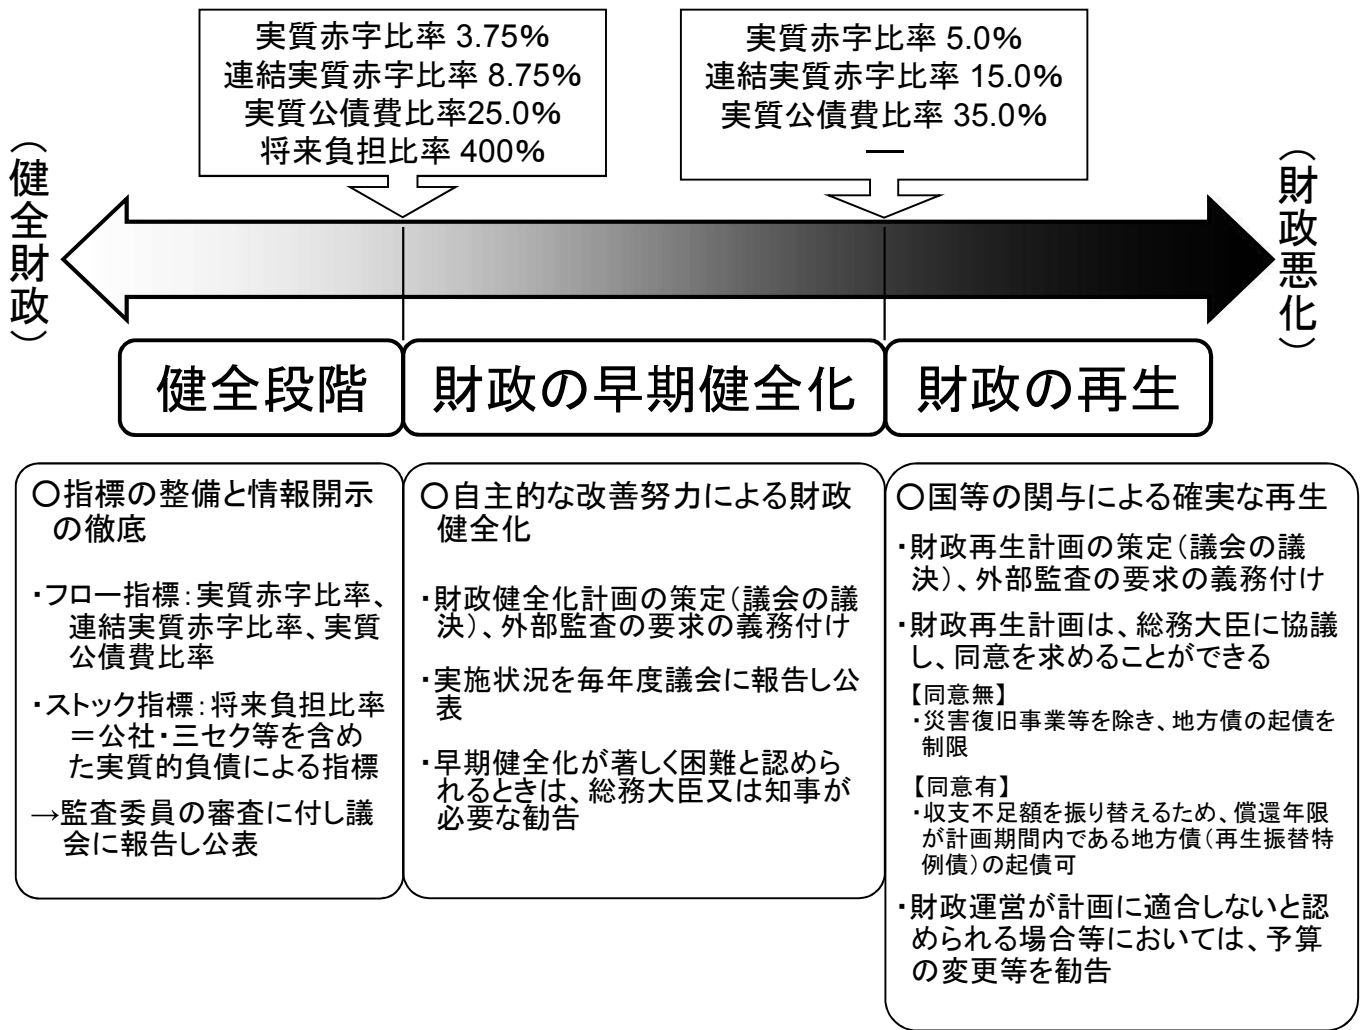 実質赤字比率 3.75%
連結実質赤字比率 8.75%
実質公債費比率25.0%
将来負担比率 400%
実質赤字比率 5.0%
連結実質赤字比率 15.0%
実質公債費比率 35.0%
―
（健全財政）
（財政悪化）
健全段階
財政の早期健全化
財政の再生
○指標の整備と情報開示
の徹底
・フロー指標：実質赤字比率、
連結実質赤字比率、実質
公債費比率
・ストック指標：将来負担比率
＝公社・三セク等を含め
た実質的負債による指標
→監査委員の審査に付し議
会に報告し公表
○自主的な改善努力による財政
健全化
・財政健全化計画の策定（議会の議
決）、外部監査の要求の義務付け
・実施状況を毎年度議会に報告し公
表
・早期健全化が著しく困難と認めら
れるときは、総務大臣又は知事が
必要な勧告
○国等の関与による確実な再生
・財政再生計画の策定（議会の議
決）、外部監査の要求の義務付け
・財政再生計画は、総務大臣に協議
し、同意を求めることができる
【同意無】
・災害復旧事業等を除き、地方債の起債を
制限
【同意有】
・収支不足額を振り替えるため、償還年限
が計画期間内である地方債（再生振替特
例債）の起債可
・財政運営が計画に適合しないと認
められる場合等においては、予算
の変更等を勧告